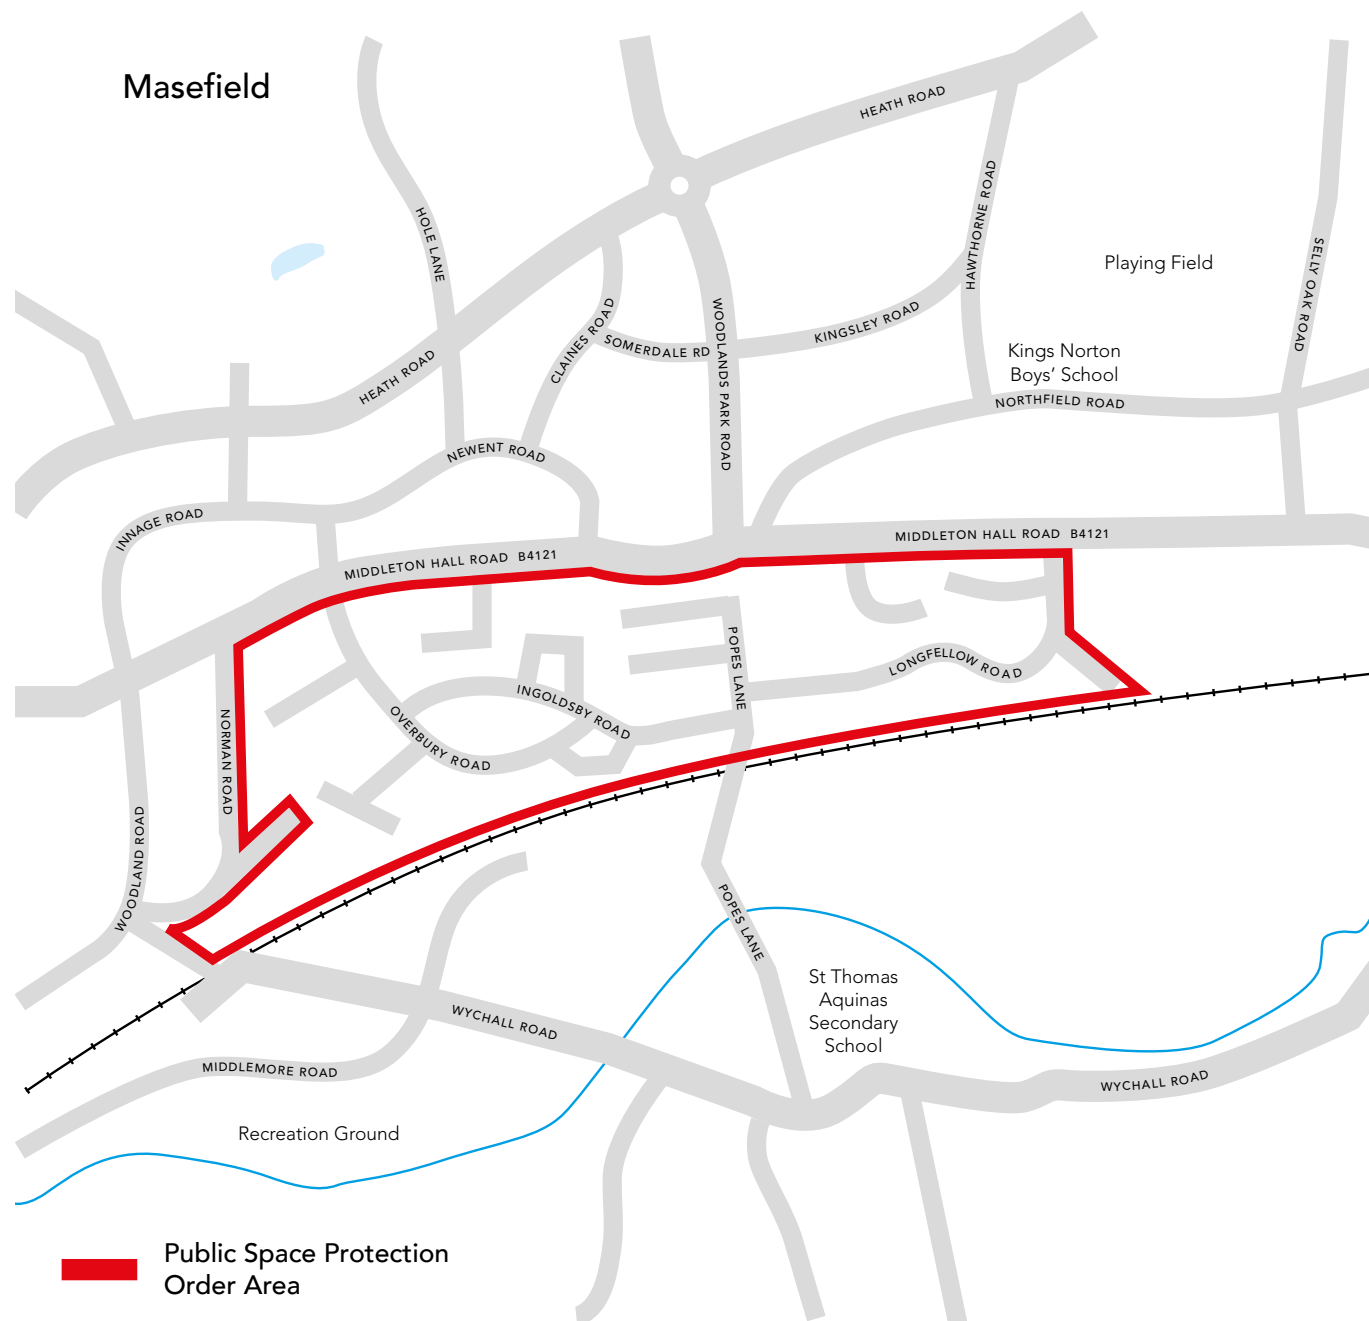 Masefield
HEATH ROAD
HOLE LANE
HAWTHORNE ROAD
Playing Field
SELLY OAK ROAD
CLAINES ROAD
SOMERDALE RD
WOODLANDS PARK ROAD
KINGSLEY ROAD
Kings Norton
Boys' School
HEATH ROAD
NORTHFIELD ROAD
NEWENT ROAD
INNAGE ROAD
MIDDLETON HALL ROAD B4121
MIDDLETON HALL ROAD B4121
POPES LANE
LONGFELLOW ROAD
INGOLDSBY ROAD
OVERBURY ROAD
NORMAN ROAD
WOODLAND ROAD
POPES LANE
St Thomas
Aquinas
Secondary
School
WYCHALL ROAD
MIDDLEMORE ROAD
WYCHALL ROAD
Recreation Ground
Public Space Protection
Order Area